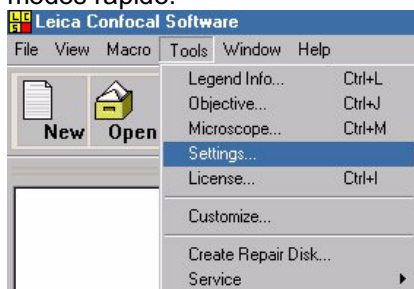 modos rápido.
Leica Confocal Software
File View Macro Tools Window Help
New Open
Legend Info... Ctrl+L
Objective... Ctrl+J
Microscope... Ctrl+M
Settings...
License... Ctrl+I
Customize...
Create Repair Disk...
Service